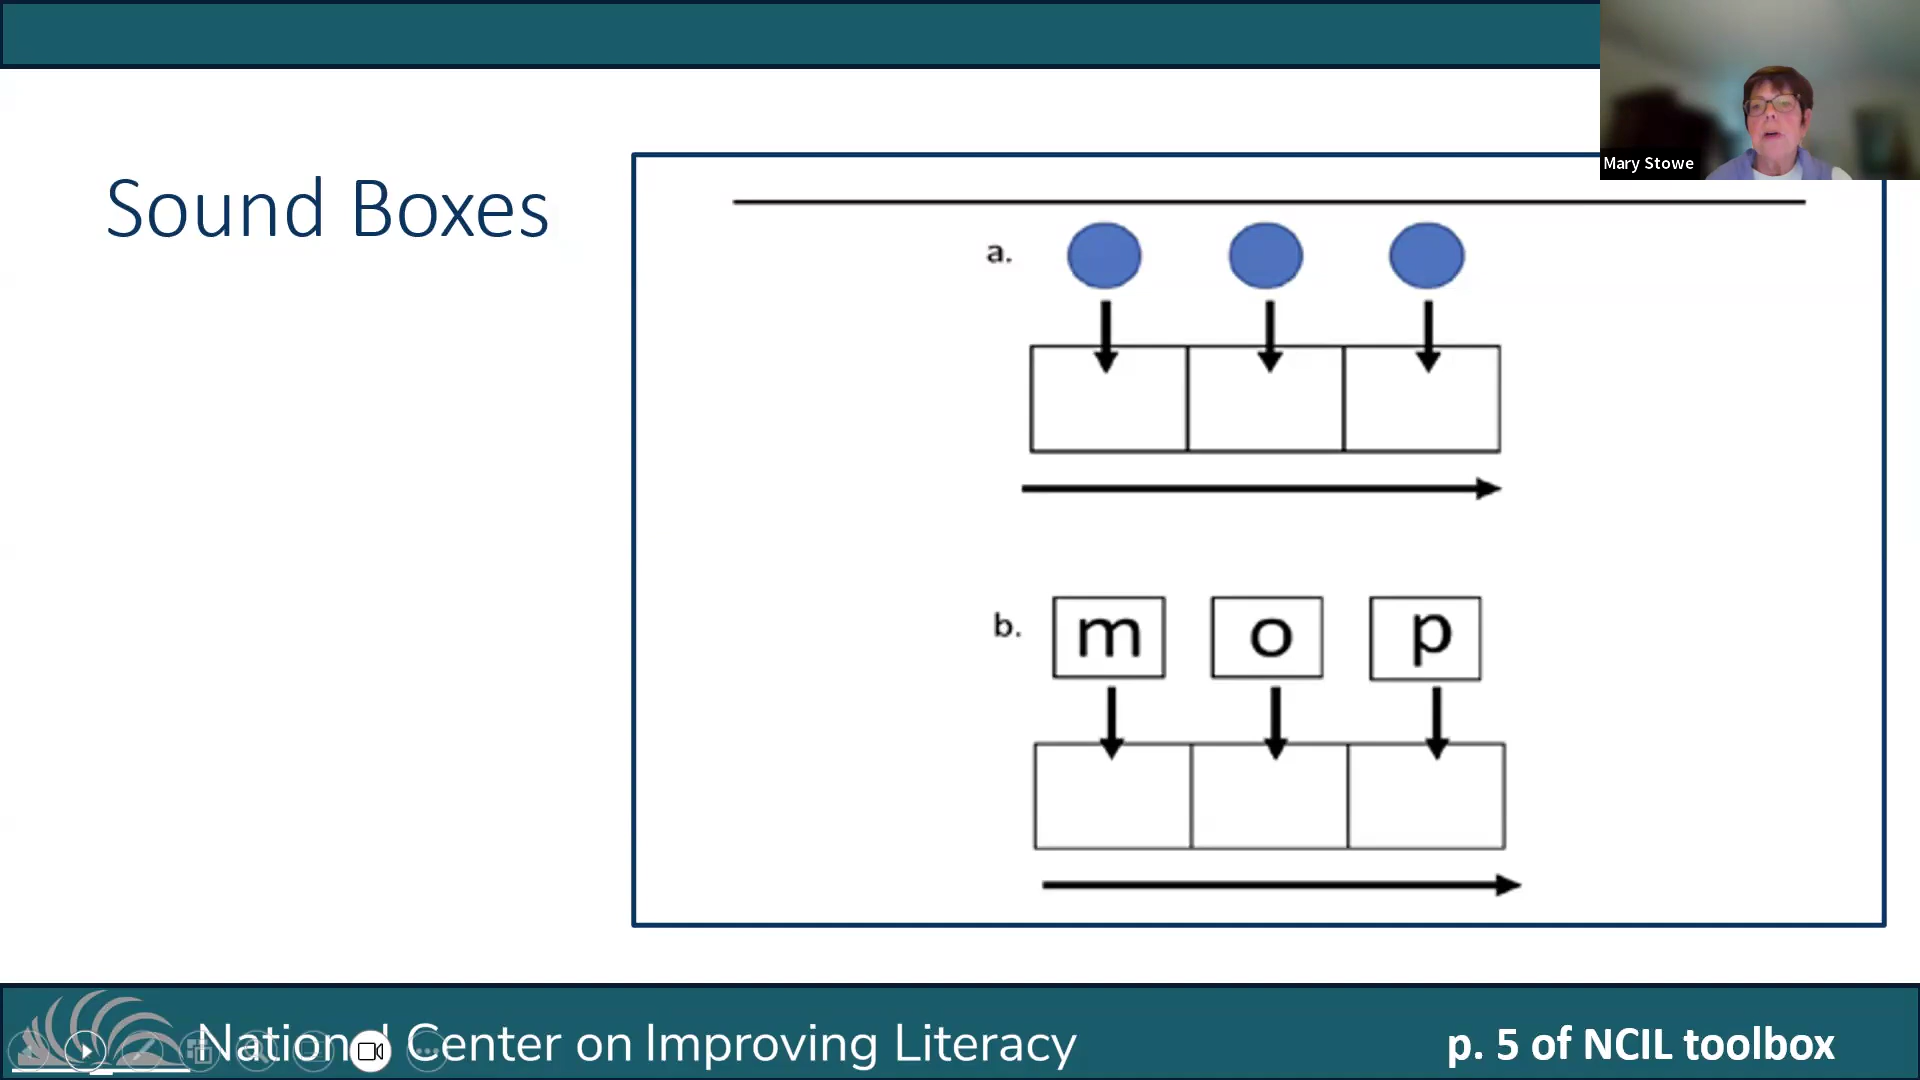 Mary Stowe
Sound Boxes
a.
b. m o p
National Center on Improving Literacy
p. 5 of NCIL toolbox